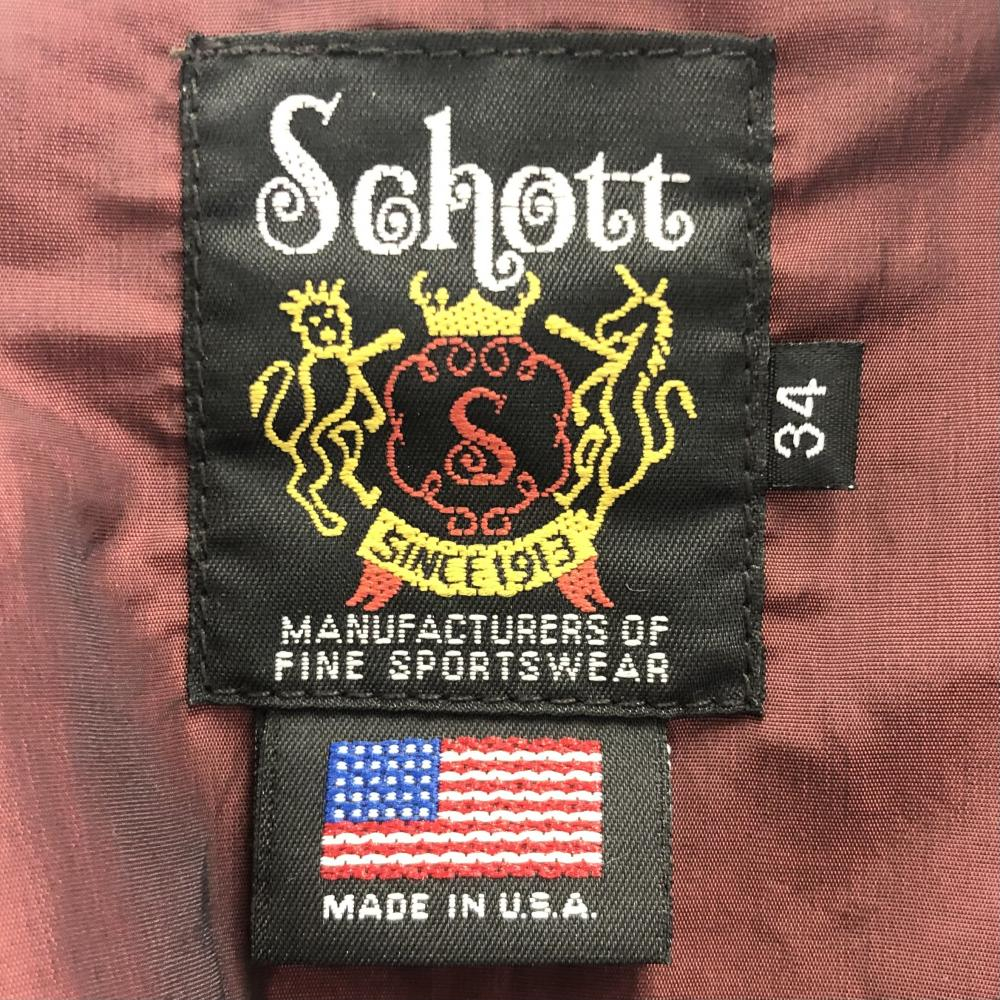 Schott
S
SINCE 1913
MANUFACTURERS OF
FINE SPORTSWEAR
34
MADE IN U.S.A.